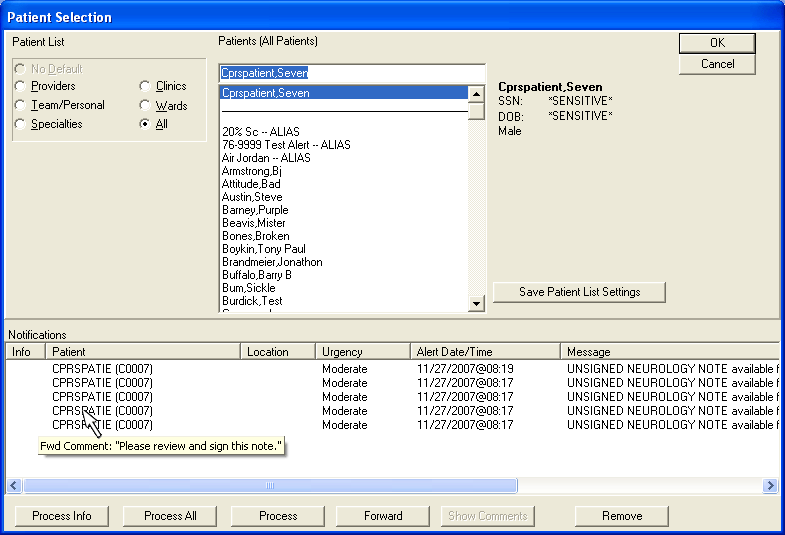 Patient Selection
Patient List
No Default
Providers
Clinics
Team/Personal
Wards
Specialties
All
Patients (All Patients)
Cprspatient,Seven
Cprspatient,Seven
20% Sc -- ALIAS
76-9999 Test Alert -- ALIAS
Air Jordan -- ALIAS
Armstrong,Bj
Attitude,Bad
Austin,Steve
Barney,Purple
Beavis,Mister
Bones,Broken
Boykin,Tony Paul
Brandmeier,Jonathon
Buffalo,Barry B
Bum,Sickle
Burdick,Test
OK
Cancel
Cprspatient,Seven
SSN: *SENSITIVE*
DOB: *SENSITIVE*
Male
Save Patient List Settings
Notifications
Info Patient Location Urgency Alert Date/Time Message
CPRSPATIE (C0007) Moderate 11/27/2007@08:19 UNSIGNED NEUROLOGY NOTE available f
CPRSPATIE (C0007) Moderate 11/27/2007@08:17 UNSIGNED NEUROLOGY NOTE available f
CPRSPATIE (C0007) Moderate 11/27/2007@08:17 UNSIGNED NEUROLOGY NOTE available f
CPRSPATIE (C0007) Moderate 11/27/2007@08:17 UNSIGNED NEUROLOGY NOTE available f
CPRSPATIE (C0007) Moderate 11/27/2007@08:17 UNSIGNED NEUROLOGY NOTE available f
Fwd Comment: "Please review and sign this note."
Process Info Process All Process Forward Show Comments Remove